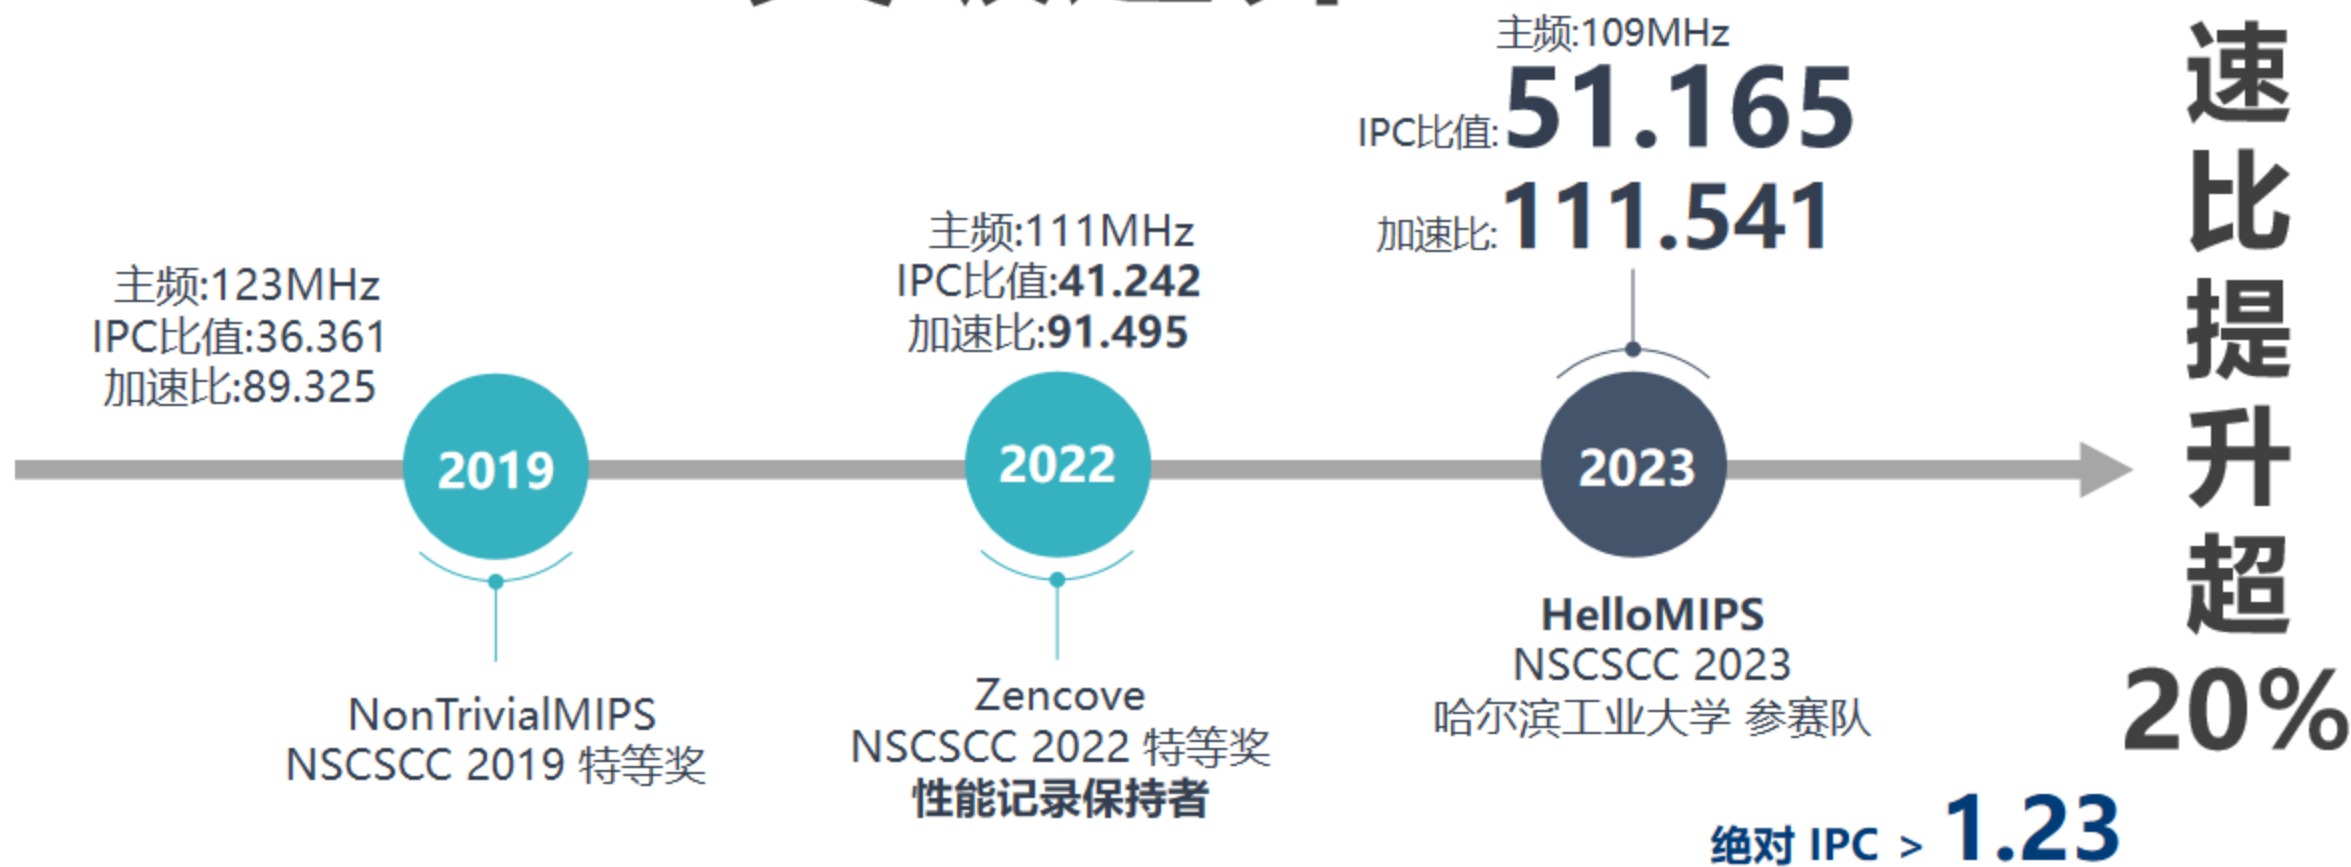 主频:123MHz
IPC比值:36.361
加速比:89.325
2019
NonTrivialMIPS
NSCSCC 2019 特等奖
主频:111MHz
IPC比值:41.242
加速比:91.495
2022
Zencove
NSCSCC 2022 特等奖
性能记录保持者
主频:109MHz
IPC比值:51.165
加速比:111.541
2023
HelloMIPS
NSCSCC 2023
哈尔滨工业大学 参赛队
速
比
提
升
超
20%
绝对 IPC > 1.23